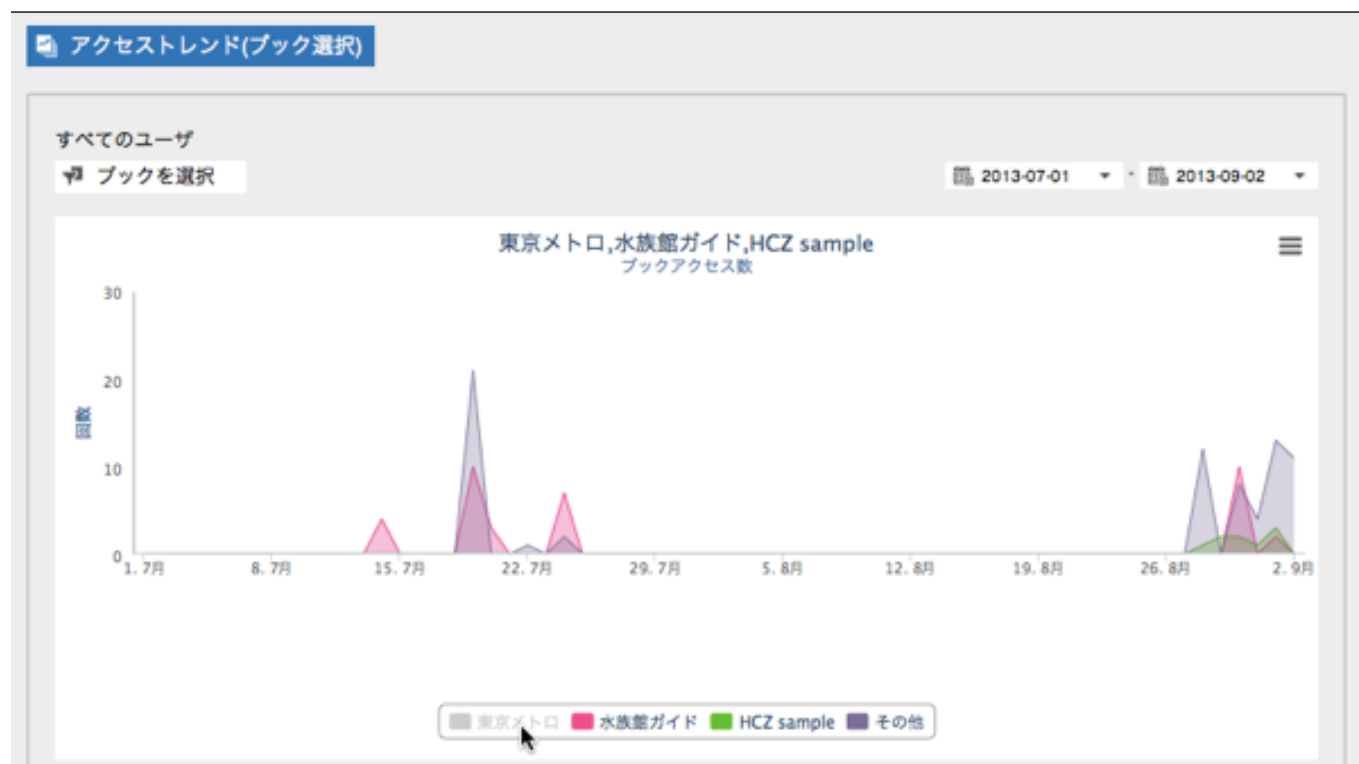 アクセストレンド(ブック選択)
すべてのユーザ
ブックを選択
2013-07-01 - 2013-09-02
東京メトロ,水族館ガイド,HCZ sample
ブックアクセス数
30
20
10
0
回数
1. 7月 8. 7月 15. 7月 22. 7月 29. 7月 5. 8月 12. 8月 19. 8月 26. 8月 2. 9月
東京メトロ 水族館ガイド HCZ sample その他